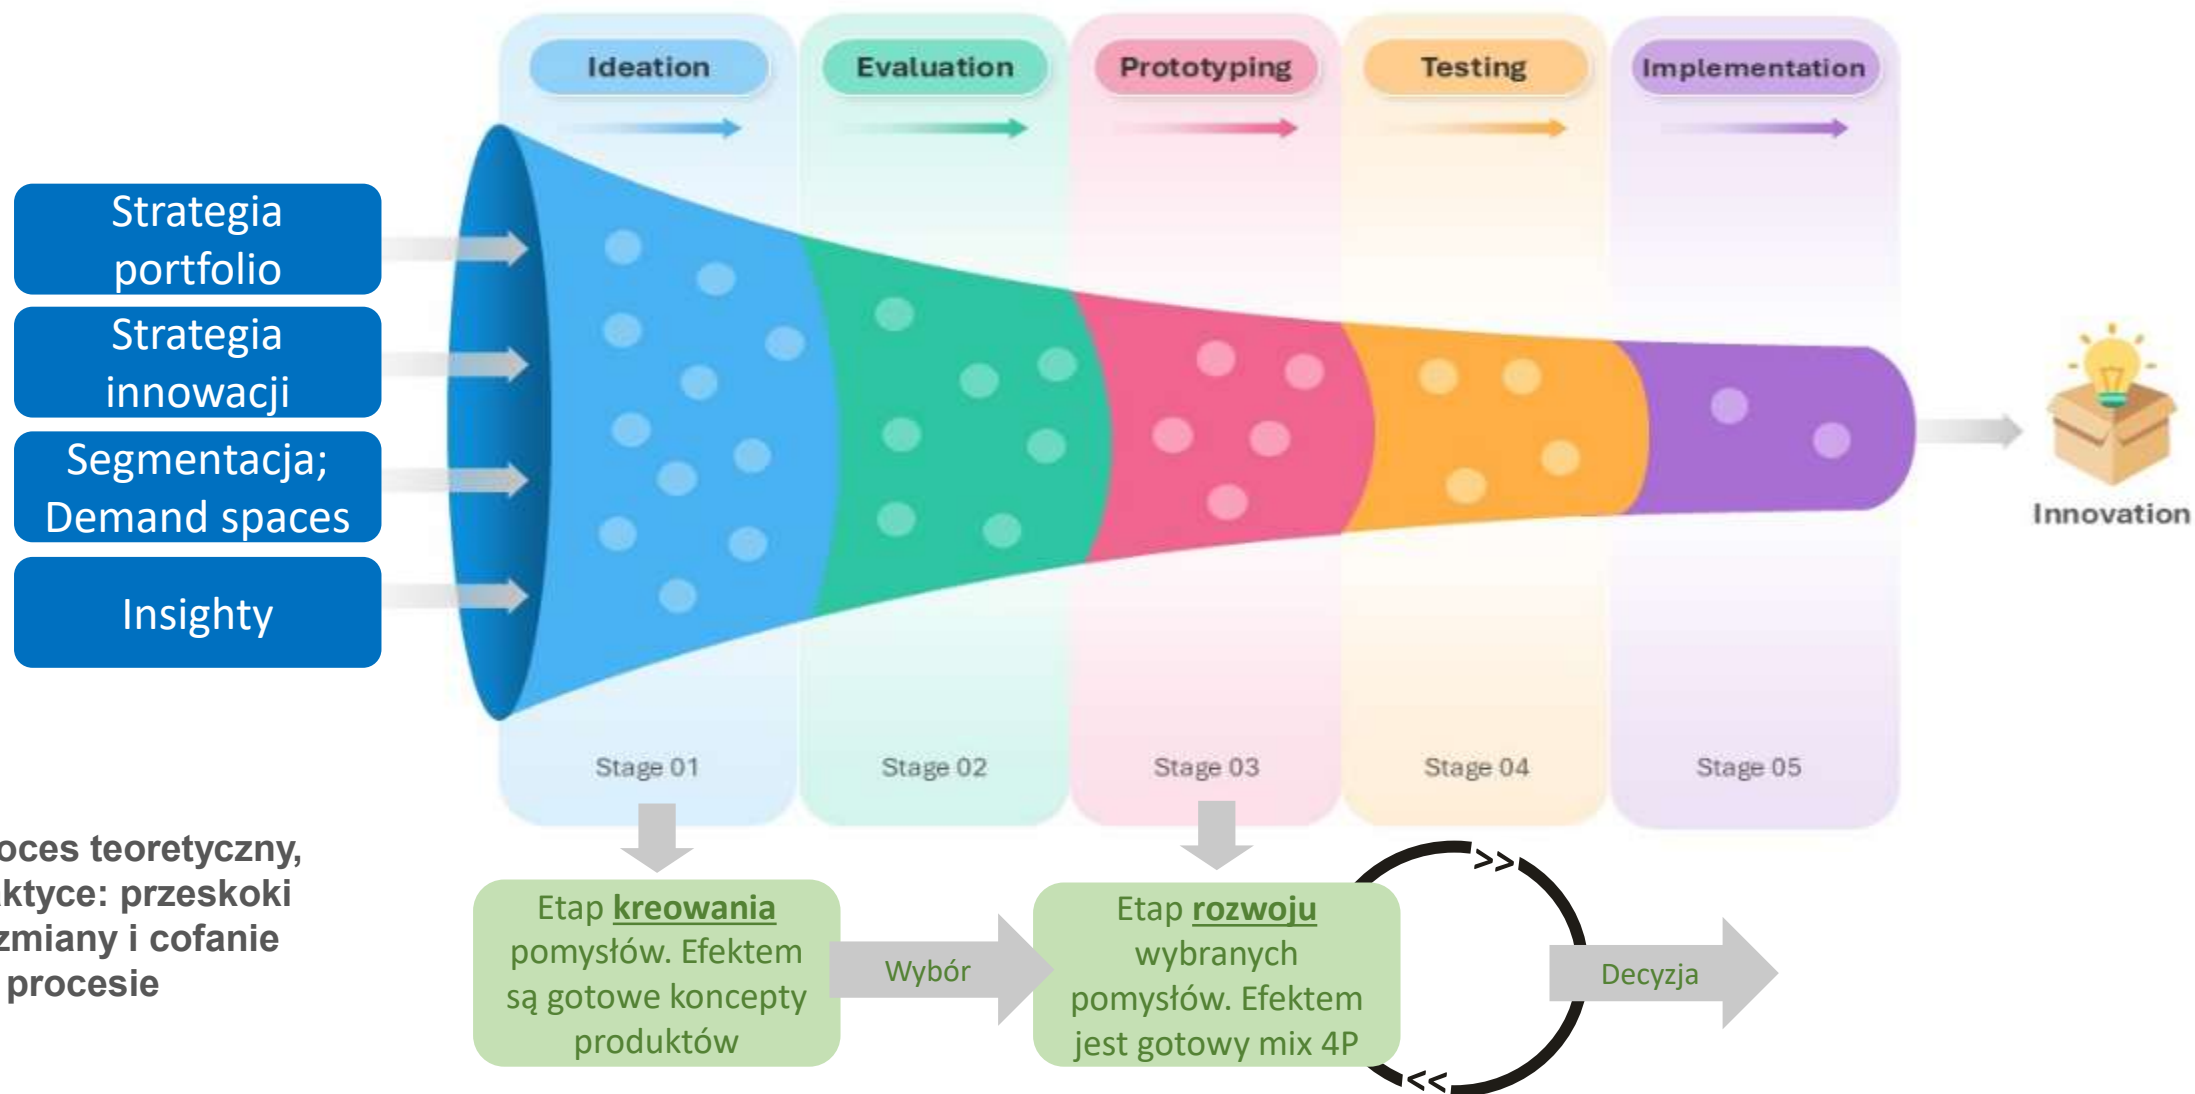 Ideation
Evaluation
Prototyping
Testing
Implementation
Strategia
portfolio
Strategia
innowacji
Segmentacja;
Demand spaces
Insighty
Innovation
Stage 01
Stage 02
Stage 03
Stage 04
Stage 05
teoretyczny,
przeskoki
zmiany i cofanie
procesie
Etap kreowania
pomysłów. Efektem
są gotowe koncepty
produktów
Wybór
Etap rozwoju
wybranych
pomysłów. Efektem
jest gotowy mix 4P
>>
<<
Decyzja